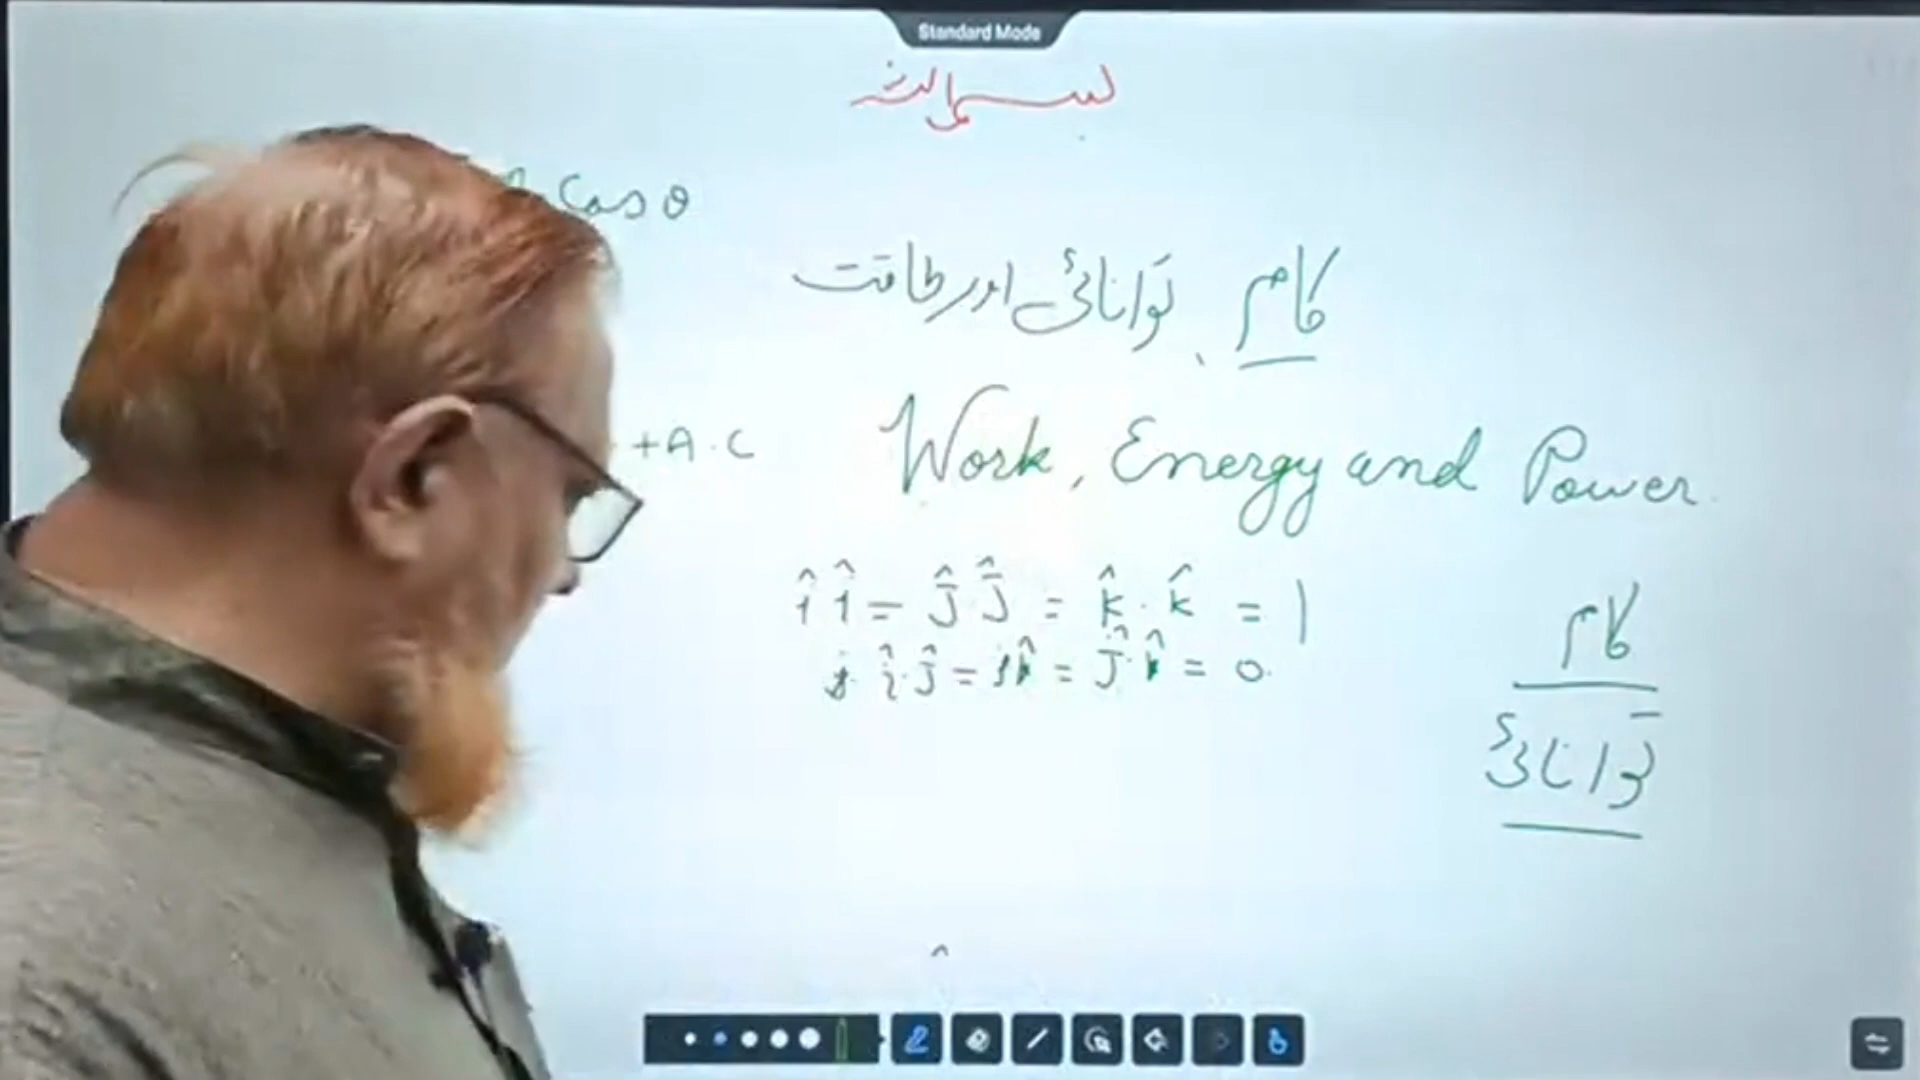 Standard Mode
بسم اللہ
Cos θ
کام، توانائی اور طاقت
+A.C
Work, Energy and Power.
î î = ĵ ĵ = k̂ . k̂ = 1
î . ĵ = î k̂ = ĵ . k̂ = 0.
کام
توانائی